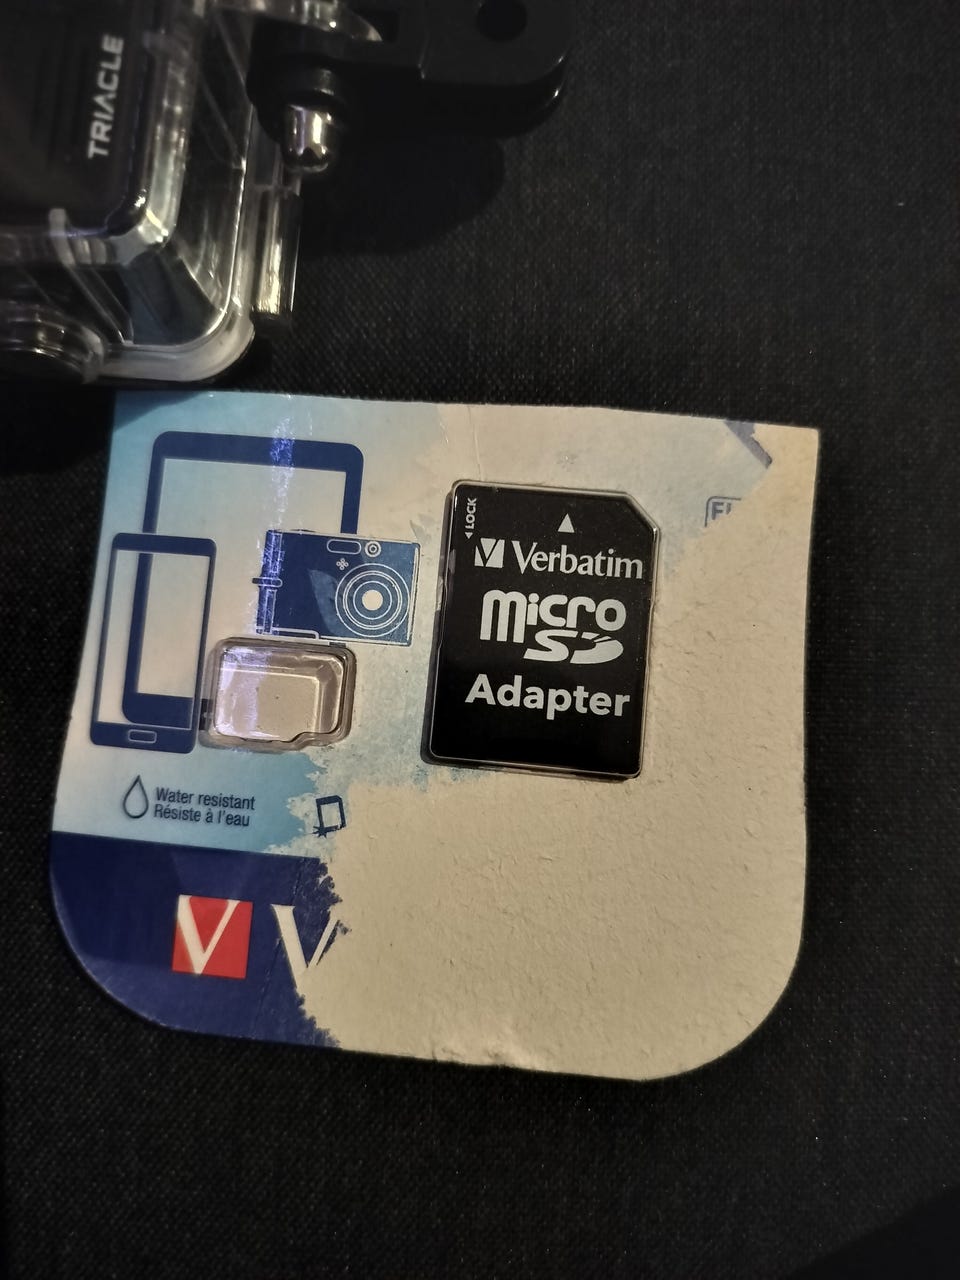 TRIACLE
LOCK
Verbatim
Micro
SD
Adapter
Water resistant
Résiste à l'eau
V